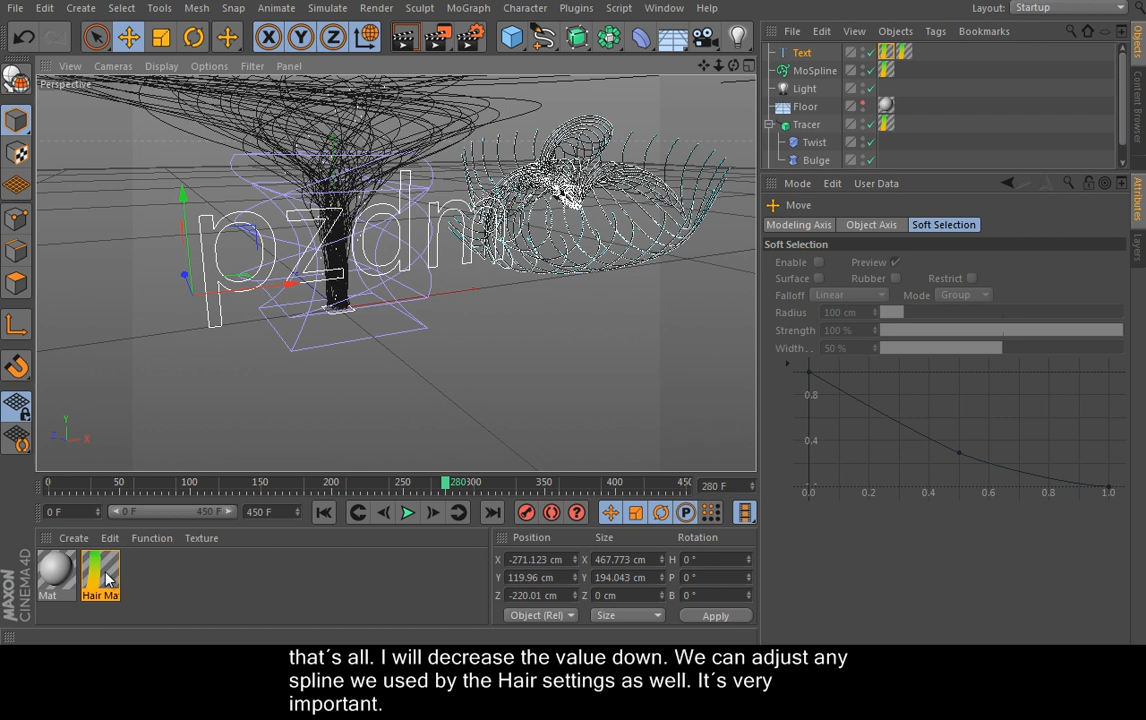 File Edit Create Select Tools Mesh Snap Animate Simulate Render Sculpt MoGraph Character Plugins Script Window Help Layout: Startup
View Cameras Display Options Filter Panel
Perspective
pzdm
Y
Z X
0 50 100 150 200 250 280 300 350 400 45
280 F
0 F 0 F 450 F 450 F
Create Edit Function Texture
Mat Hair Ma
MAXON CINEMA 4D
Position Size Rotation
X -271.123 cm X 467.773 cm H 0 °
Y 119.96 cm Y 194.043 cm P 0 °
Z -220.01 cm Z 0 cm B 0 °
Object (Rel) Size Apply
File Edit View Objects Tags Bookmarks
Text
MoSpline
Light
Floor
Tracer
Twist
Bulge
Objects
Content Browser
Attributes
Layers
Mode Edit User Data
Move
Modeling Axis Object Axis Soft Selection
Soft Selection
Enable Preview
Surface Rubber Restrict
Falloff Linear Mode Group
Radius 100 cm
Strength 100 %
Width.. 50 %
0.8
0.4
0.0 0.2 0.4 0.6 0.8 1.0
that´s all. I will decrease the value down. We can adjust any
spline we used by the Hair settings as well. It´s very
important.